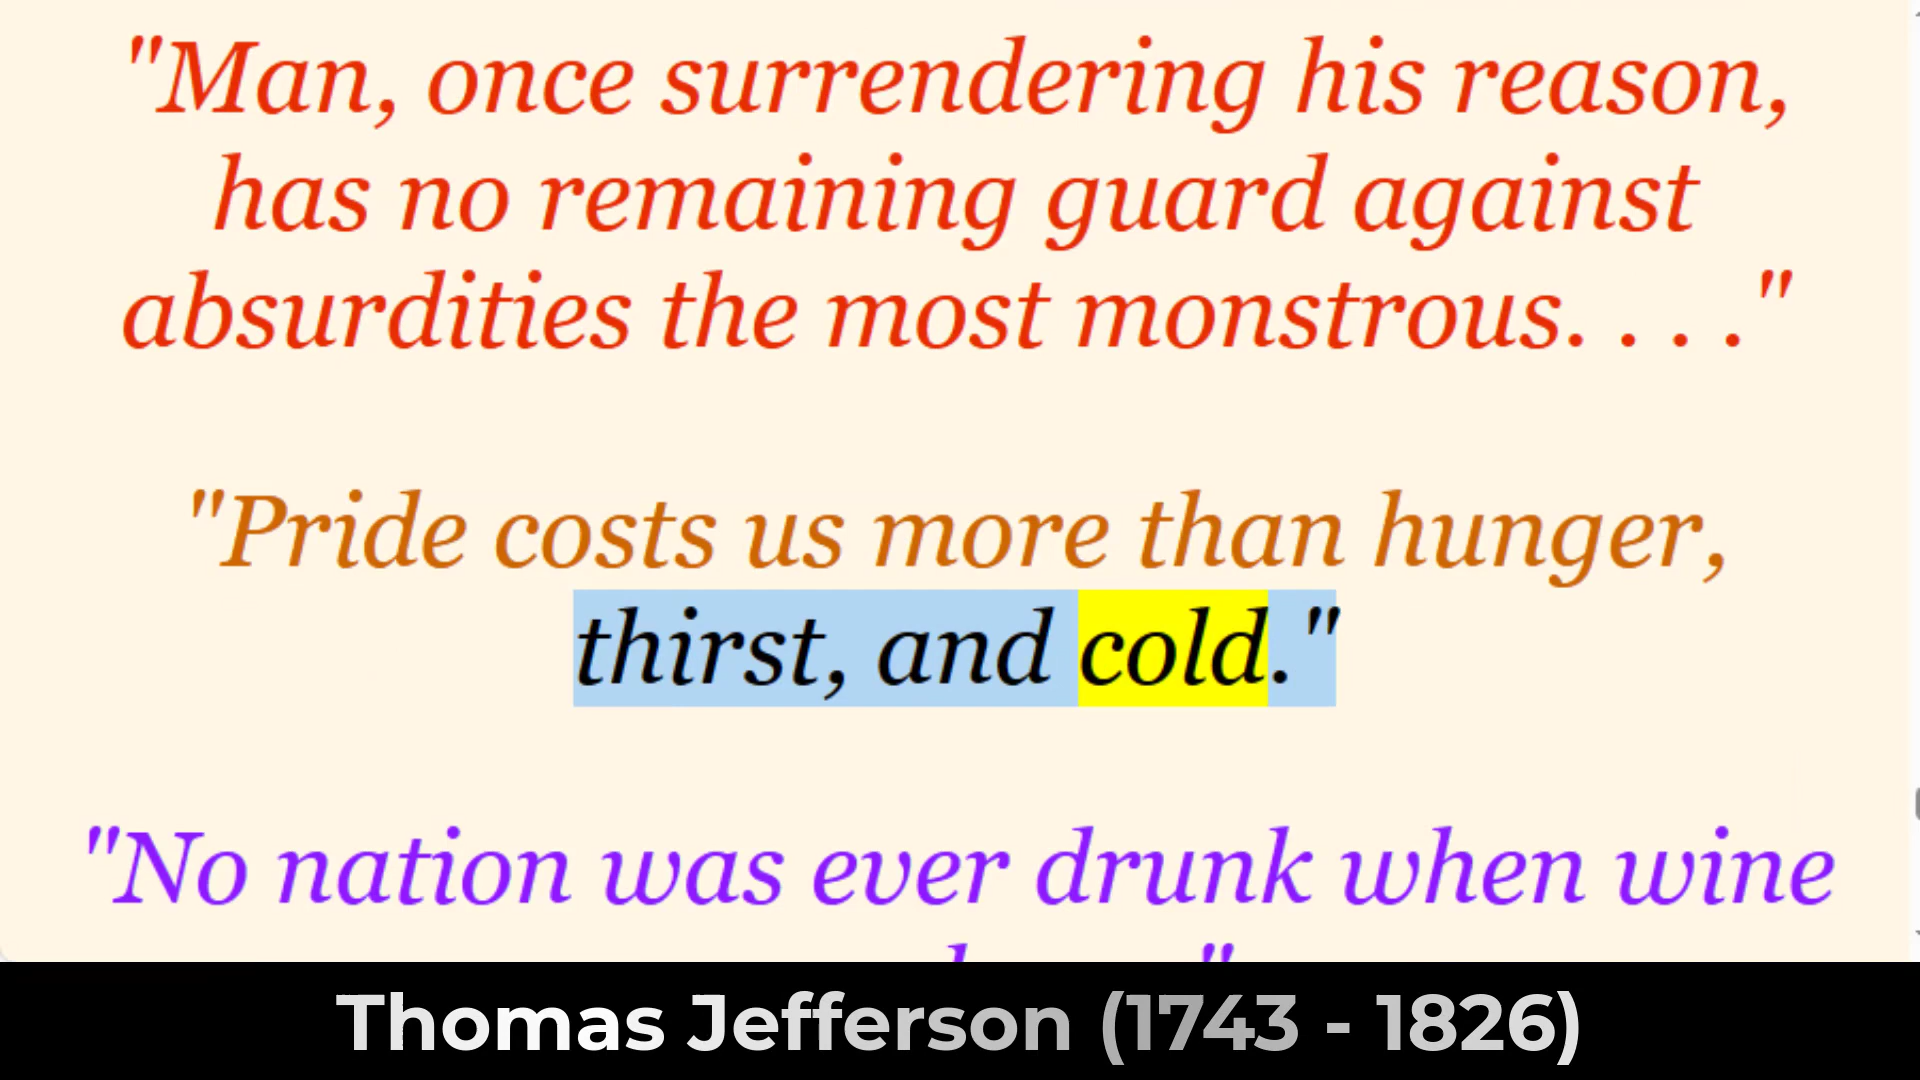 "Man, once surrendering his reason,
has no remaining guard against
absurdities the most monstrous. . . ."
"Pride costs us more than hunger,
thirst, and cold."
"No nation was ever drunk when wine
Thomas Jefferson (1743 - 1826)